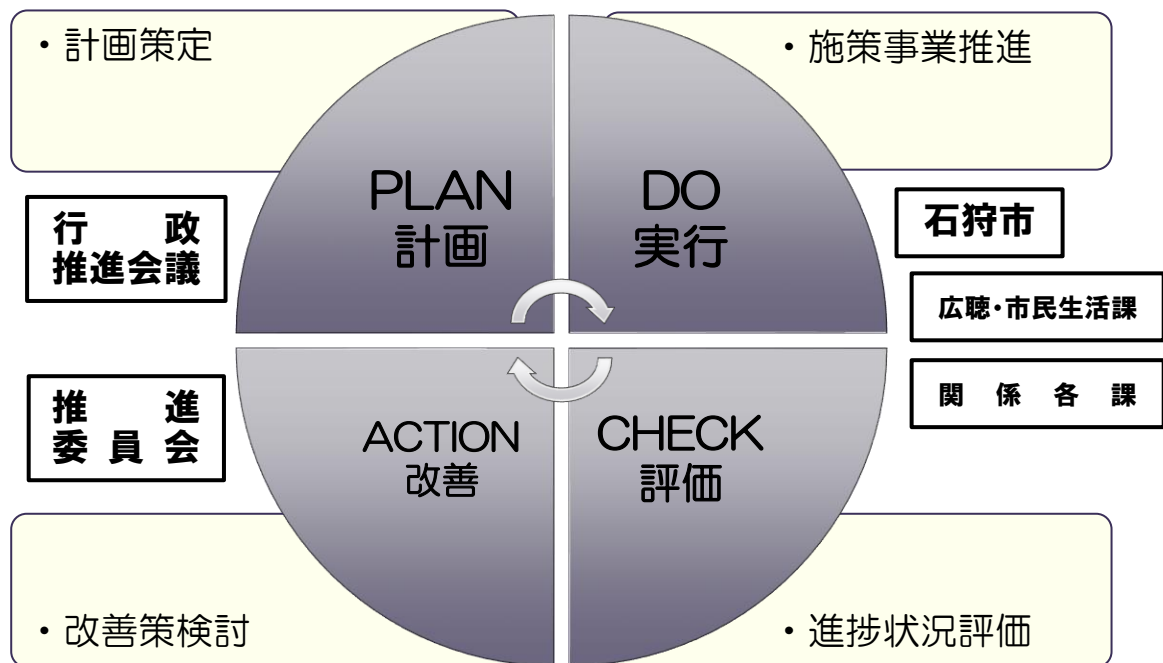 ・計画策定
・施策事業推進
PLAN
計画
DO
実行
行政
推進会議
石狩市
広聴・市民生活課
関係各課
推進
委員会
ACTION
改善
CHECK
評価
・改善策検討
・進捗状況評価